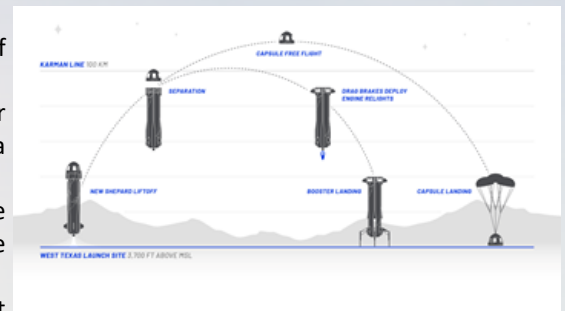 f
r
a
e
e
t
CAPSULE FREE FLIGHT
KARMAN LINE 100 KM
SEPARATION
DRAG BRAKES DEPLOY
ENGINE RELIGHTS
NEW SHEPARD LIFTOFF
BOOSTER LANDING
CAPSULE LANDING
WEST TEXAS LAUNCH SITE 3,700 FT ABOVE MSL